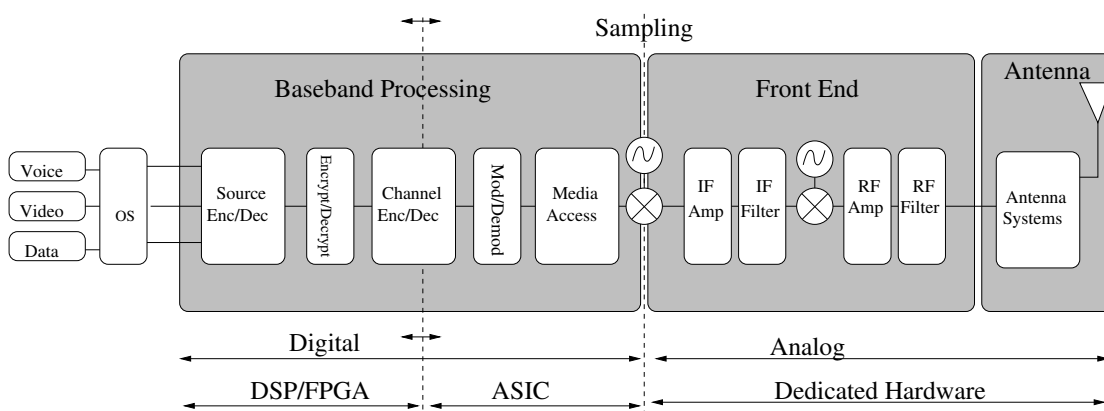 Sampling
Baseband Processing
Front End
Antenna
Voice
Video
Data
OS
Source
Enc/Dec
Encrypt/Decrypt
Channel
Enc/Dec
Mod/Demod
Media
Access
IF
Amp
IF
Filter
RF
Amp
RF
Filter
Antenna
Systems
Digital
Analog
DSP/FPGA
ASIC
Dedicated Hardware